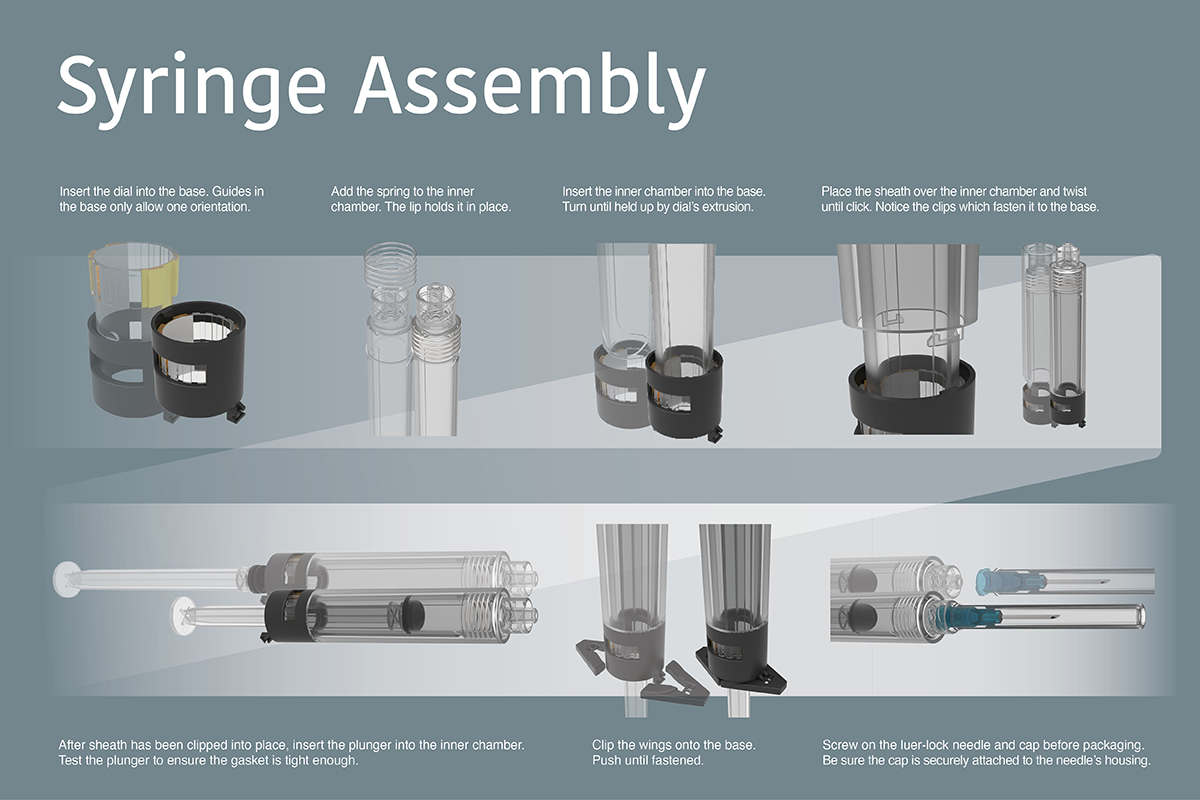 Syringe Assembly
Insert the dial into the base. Guides in
the base only allow one orientation.
Add the spring to the inner
chamber. The lip holds it in place.
Insert the inner chamber into the base.
Turn until held up by dial's extrusion.
Place the sheath over the inner chamber and twist
until click. Notice the clips which fasten it to the base.
After sheath has been clipped into place, insert the plunger into the inner chamber.
Test the plunger to ensure the gasket is tight enough.
Clip the wings onto the base.
Push until fastened.
Screw on the luer-lock needle and cap before packaging.
Be sure the cap is securely attached to the needle's housing.